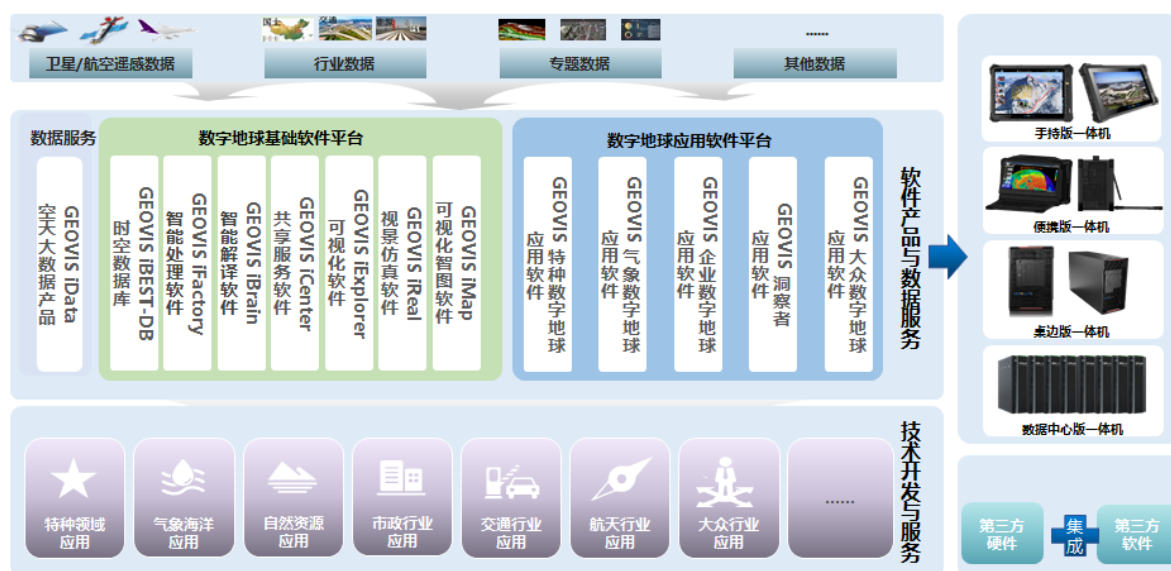 国土
交通
卫星/航空遥感数据
行业数据
专题数据
......
其他数据
数据服务
GEOVIS iData
空天大数据产品
数字地球基础软件平台
GEOVIS iBEST-DB
时空数据库
GEOVIS iFactory
智能处理软件
GEOVIS iBrain
智能解译软件
GEOVIS iCenter
共享服务软件
GEOVIS iExplorer
可视化软件
GEOVIS iReal
视景仿真软件
GEOVIS iMap
可视化智图软件
数字地球应用软件平台
GEOVIS 特种数字地球
应用软件
GEOVIS 气象数字地球
应用软件
GEOVIS 企业数字地球
应用软件
GEOVIS 洞察者
应用软件
GEOVIS 大众数字地球
应用软件
软件产品与数据服务
手持版一体机
便携版一体机
桌边版一体机
数据中心版一体机
特种领域
应用
气象海洋
应用
自然资源
应用
市政行业
应用
交通行业
应用
航天行业
应用
大众行业
应用
......
技术开发与服务
第三方
硬件
集
成
第三方
软件